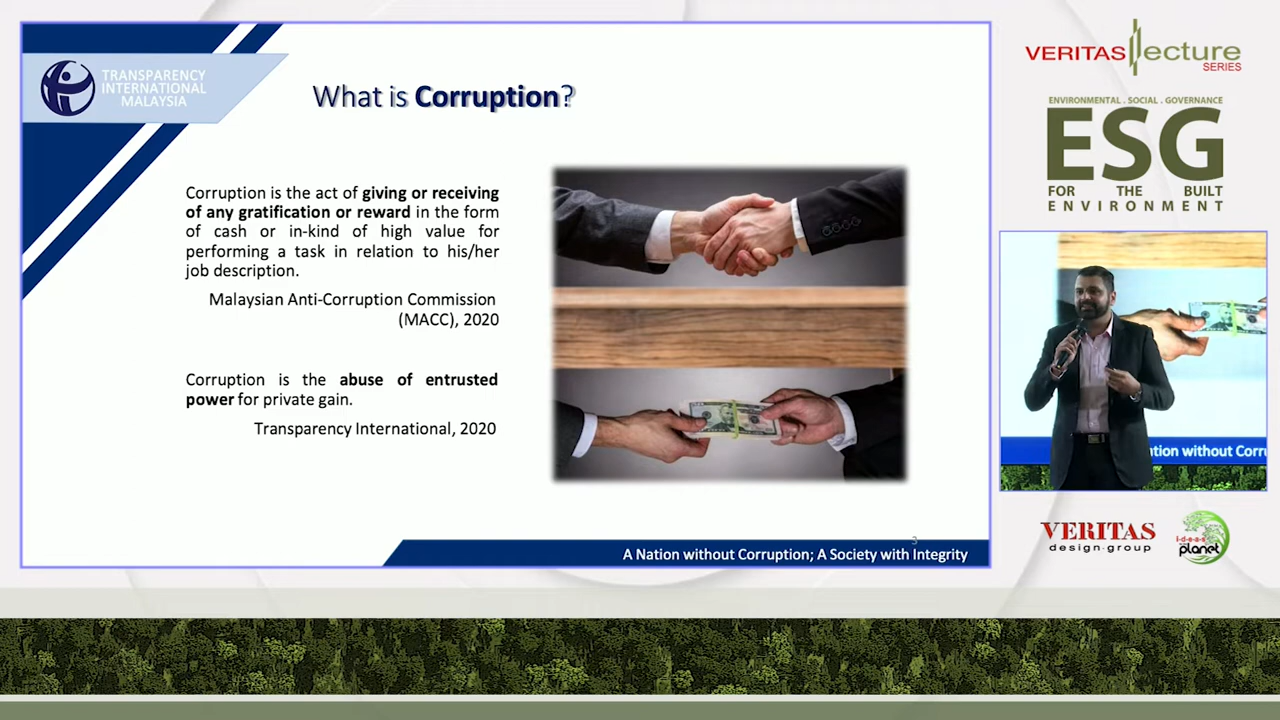 TRANSPARENCY
INTERNATIONAL
MALAYSIA
What is Corruption?
Corruption is the act of giving or receiving
of any gratification or reward in the form
of cash or in-kind of high value for
performing a task in relation to his/her
job description.
Malaysian Anti-Corruption Commission
(MACC), 2020
Corruption is the abuse of entrusted
power for private gain.
Transparency International, 2020
3
A Nation without Corruption; A Society with Integrity
VERITAS lecture
SERIES
ENVIRONMENTAL . SOCIAL . GOVERNANCE
ESG
FOR THE BUILT
ENVIRONMENT
ation without Corru
VERITAS
design·group
ideas
planet